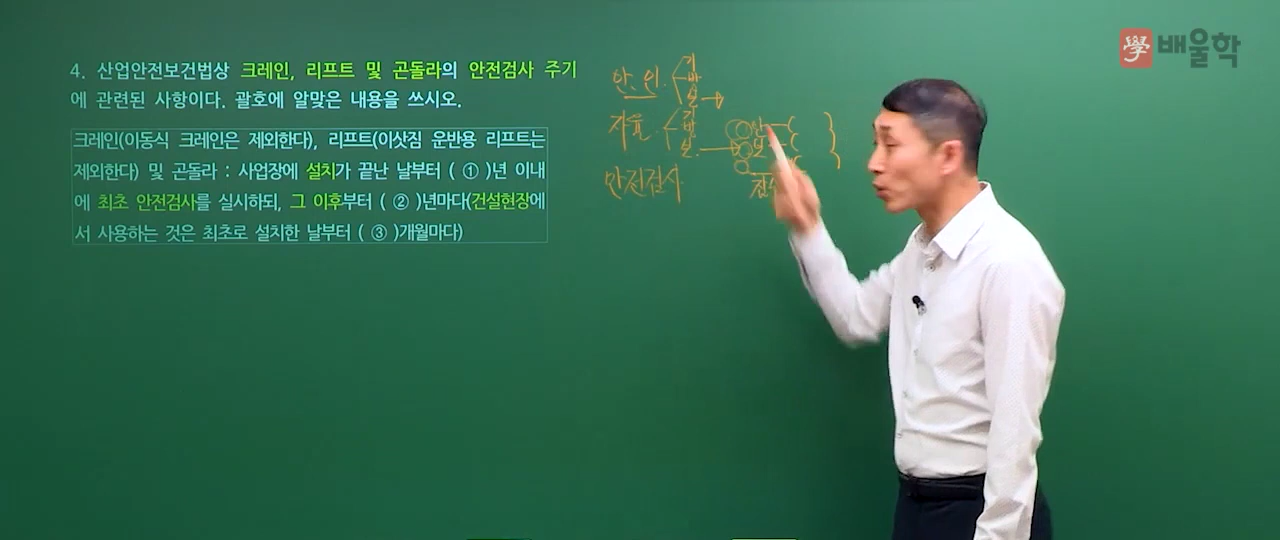 學 배울학
4. 산업안전보건법상 크레인, 리프트 및 곤돌라의 안전검사 주기
에 관련된 사항이다. 괄호에 알맞은 내용을 쓰시오.
크레인(이동식 크레인은 제외한다), 리프트(이삿짐 운반용 리프트는
제외한다) 및 곤돌라 : 사업장에 설치가 끝난 날부터 ( ① )년 이내
에 최초 안전검사를 실시하되, 그 이후부터 ( ② )년마다(건설현장에
서 사용하는 것은 최초로 설치한 날부터 ( ③ )개월마다)
안. 인.
기
방
보
자율.
기
방
보.
안
보
안전검사.